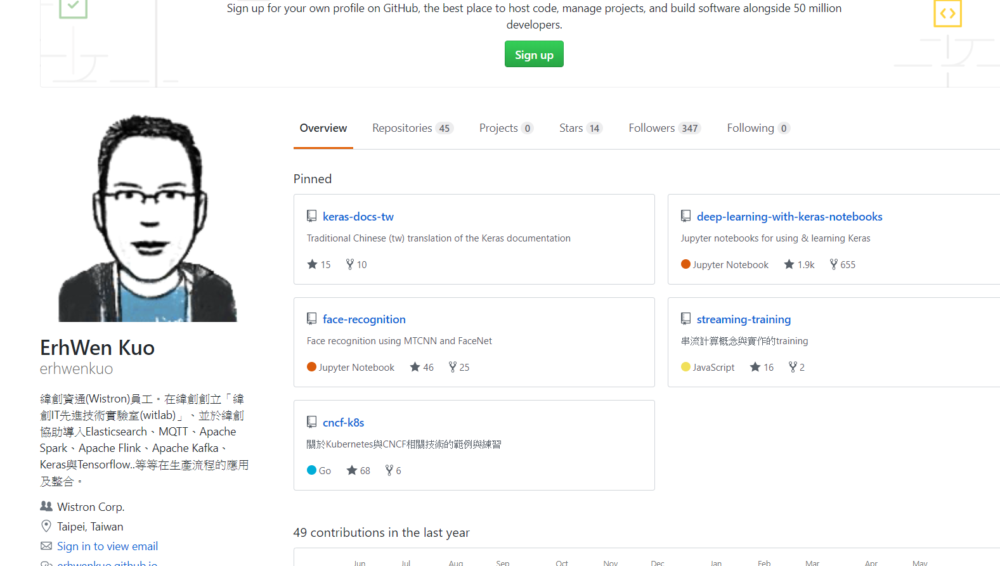 Sign up for your own profile on GitHub, the best place to host code, manage projects, and build software alongside 50 million
developers.
Sign up
Overview
Repositories 45
Projects 0
Stars 14
Followers 347
Following 0
Pinned
keras-docs-tw
Traditional Chinese (tw) translation of the Keras documentation
15 10
deep-learning-with-keras-notebooks
Jupyter notebooks for using & learning Keras
Jupyter Notebook 1.9k 655
face-recognition
Face recognition using MTCNN and FaceNet
Jupyter Notebook 46 25
streaming-training
串流計算概念與實作的training
JavaScript 16 2
cncf-k8s
關於Kubernetes與CNCF相關技術的範例與練習
Go 68 6
ErhWen Kuo
erhwenkuo
緯創資通(Wistron)員工。在緯創創立「緯
創IT先進技術實驗室(witlab)」、並於緯創
協助導入Elasticsearch、MQTT、Apache
Spark、Apache Flink、Apache Kafka、
Keras與Tensorflow..等等在生產流程的應用
及整合。
Wistron Corp.
Taipei, Taiwan
Sign in to view email
erhwenkuo.github.io
49 contributions in the last year
Jun Jul Aug Sep Oct Nov Dec Jan Feb Mar Apr May